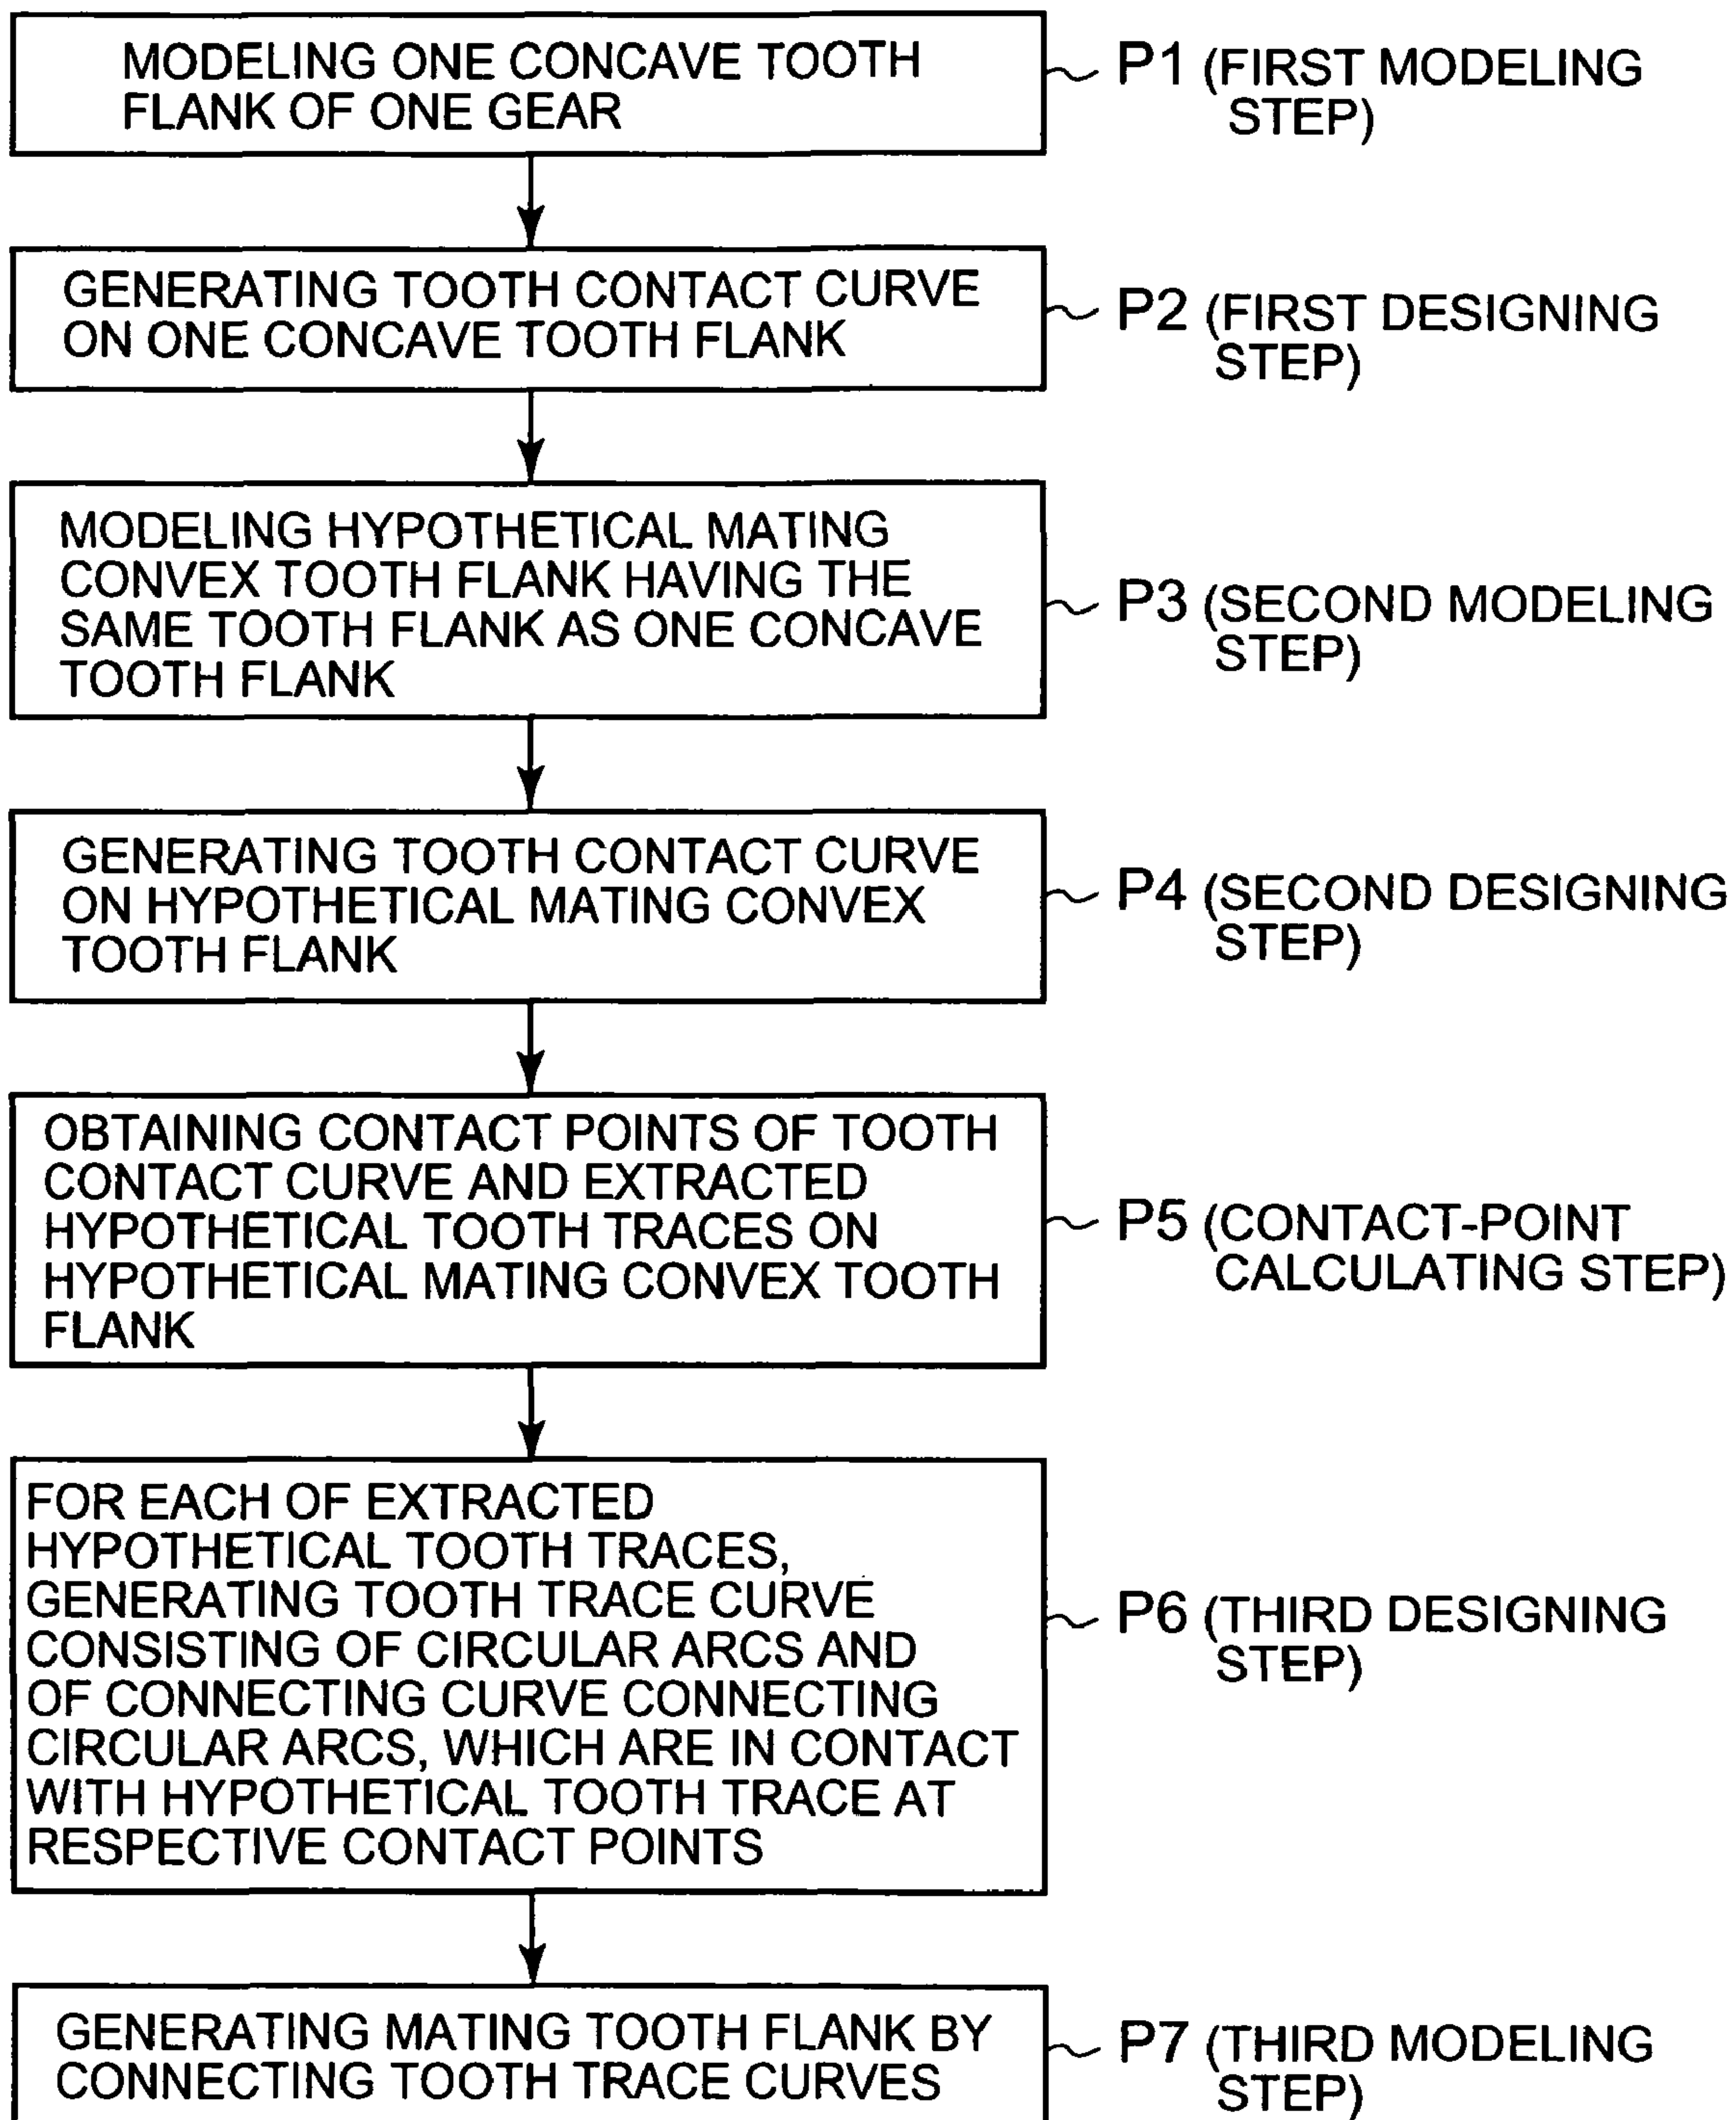 MODELING ONE CONCAVE TOOTH
FLANK OF ONE GEAR
P1 (FIRST MODELING
STEP)
GENERATING TOOTH CONTACT CURVE
ON ONE CONCAVE TOOTH FLANK
P2 (FIRST DESIGNING
STEP)
MODELING HYPOTHETICAL MATING
CONVEX TOOTH FLANK HAVING THE
SAME TOOTH FLANK AS ONE CONCAVE
TOOTH FLANK
P3 (SECOND MODELING
STEP)
GENERATING TOOTH CONTACT CURVE
ON HYPOTHETICAL MATING CONVEX
TOOTH FLANK
P4 (SECOND DESIGNING
STEP)
OBTAINING CONTACT POINTS OF TOOTH
CONTACT CURVE AND EXTRACTED
HYPOTHETICAL TOOTH TRACES ON
HYPOTHETICAL MATING CONVEX TOOTH
FLANK
P5 (CONTACT-POINT
CALCULATING STEP)
FOR EACH OF EXTRACTED
HYPOTHETICAL TOOTH TRACES,
GENERATING TOOTH TRACE CURVE
CONSISTING OF CIRCULAR ARCS AND
OF CONNECTING CURVE CONNECTING
CIRCULAR ARCS, WHICH ARE IN CONTACT
WITH HYPOTHETICAL TOOTH TRACE AT
RESPECTIVE CONTACT POINTS
P6 (THIRD DESIGNING
STEP)
GENERATING MATING TOOTH FLANK BY
CONNECTING TOOTH TRACE CURVES
P7 (THIRD MODELING
STEP)